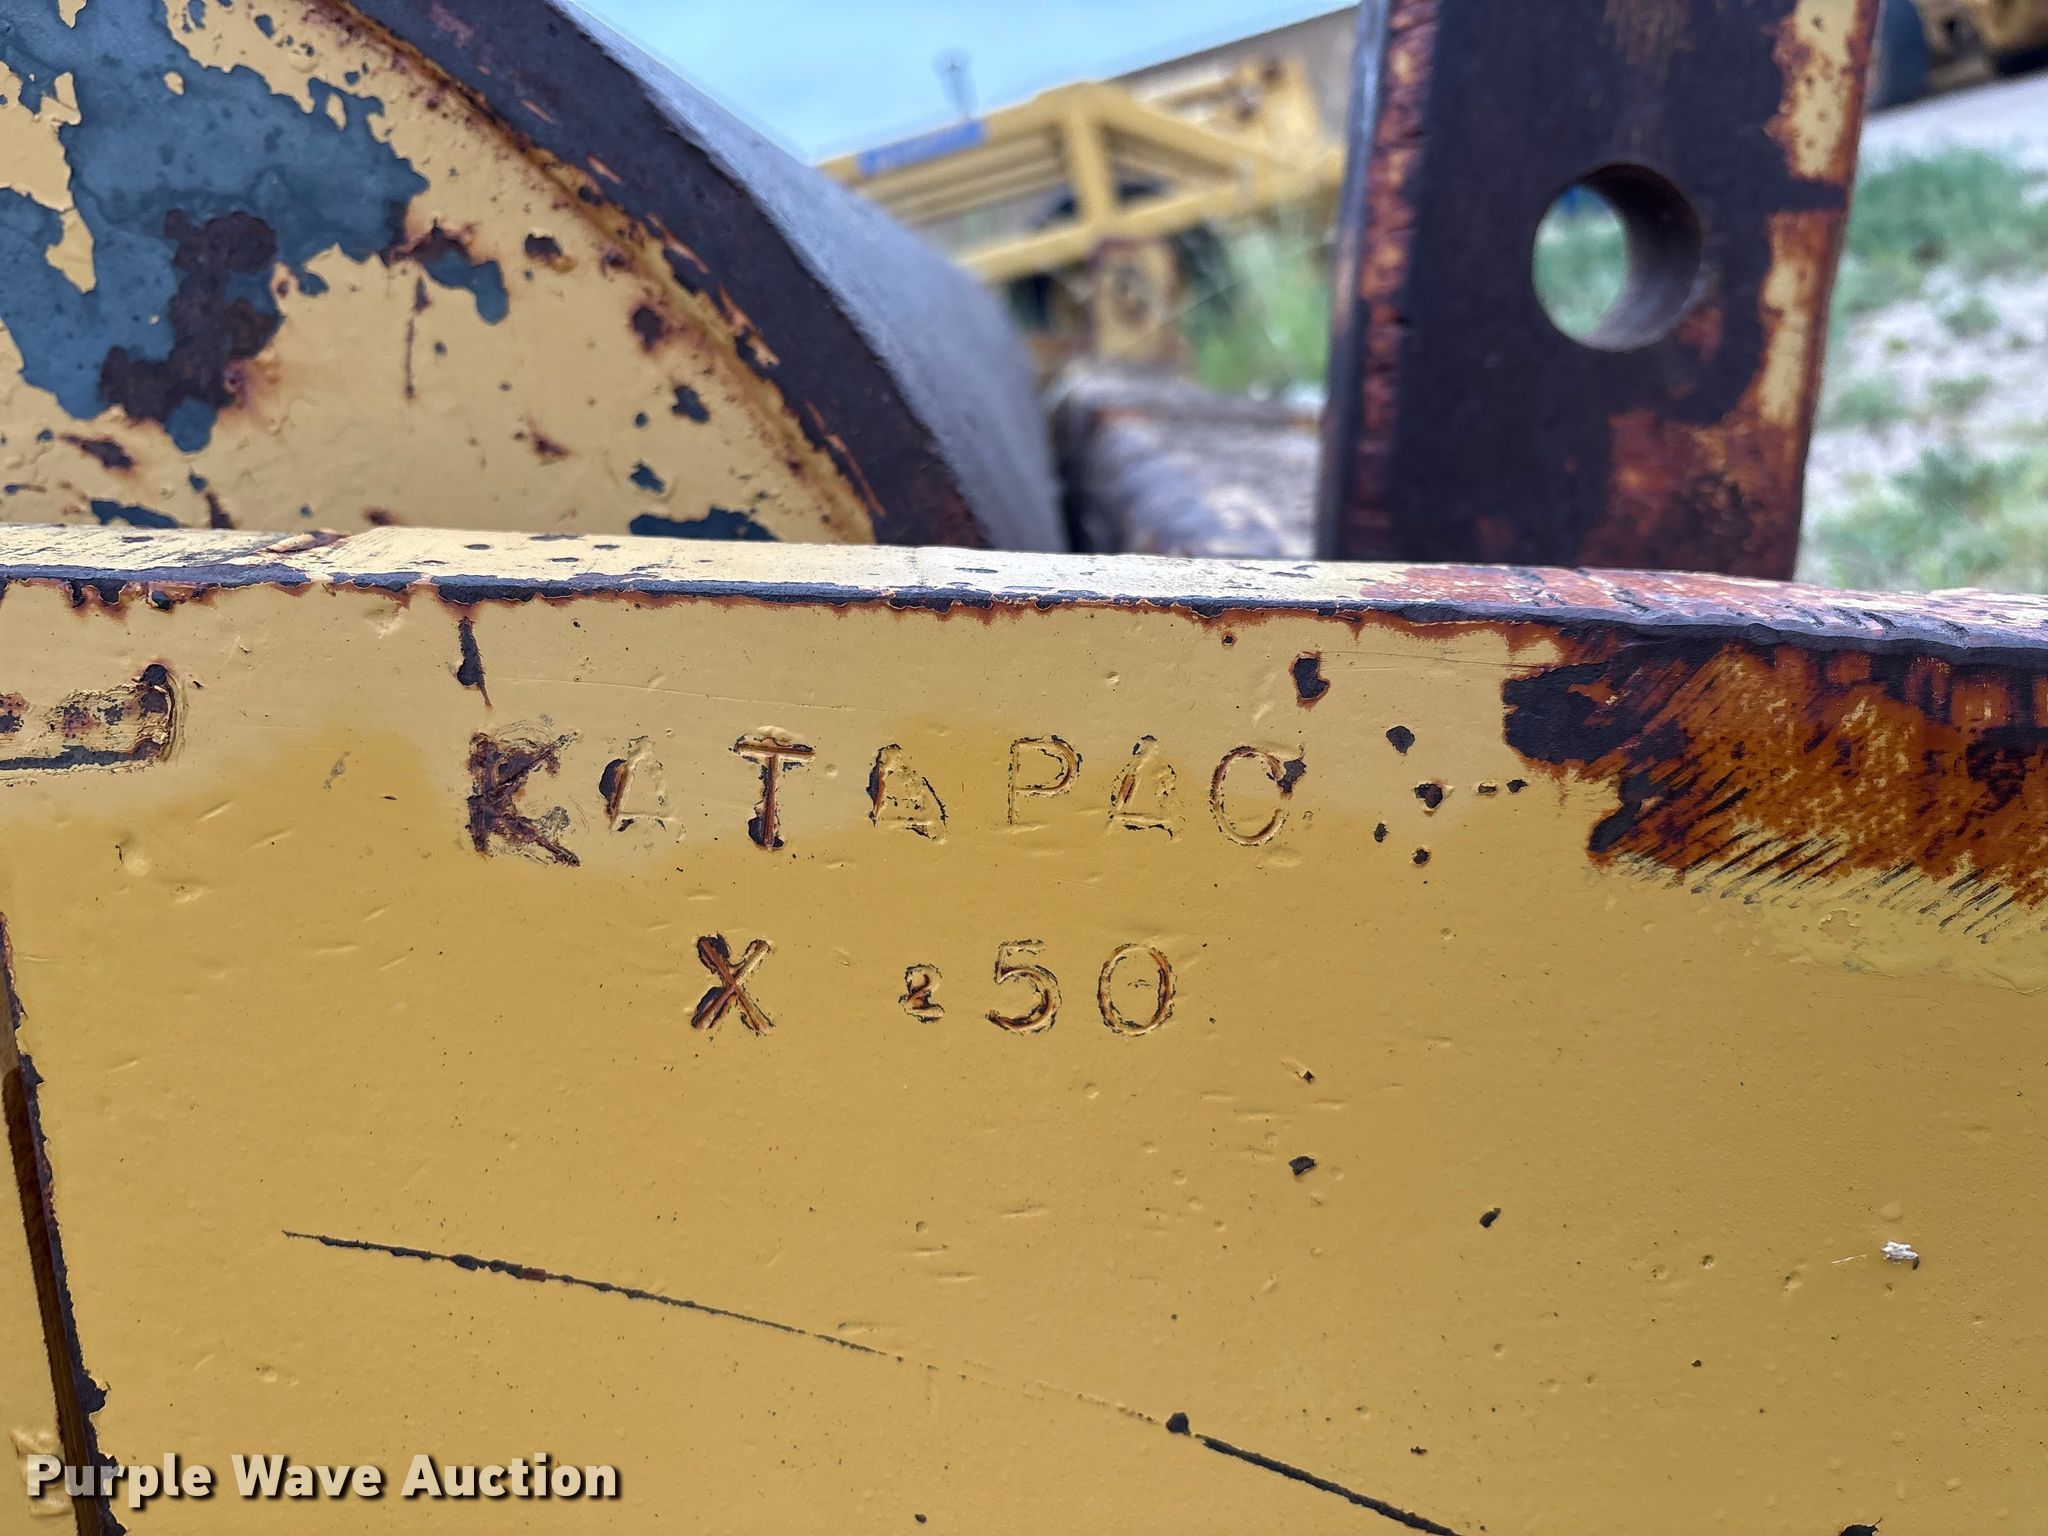 KATAPAC
X 250
Purple Wave Auction